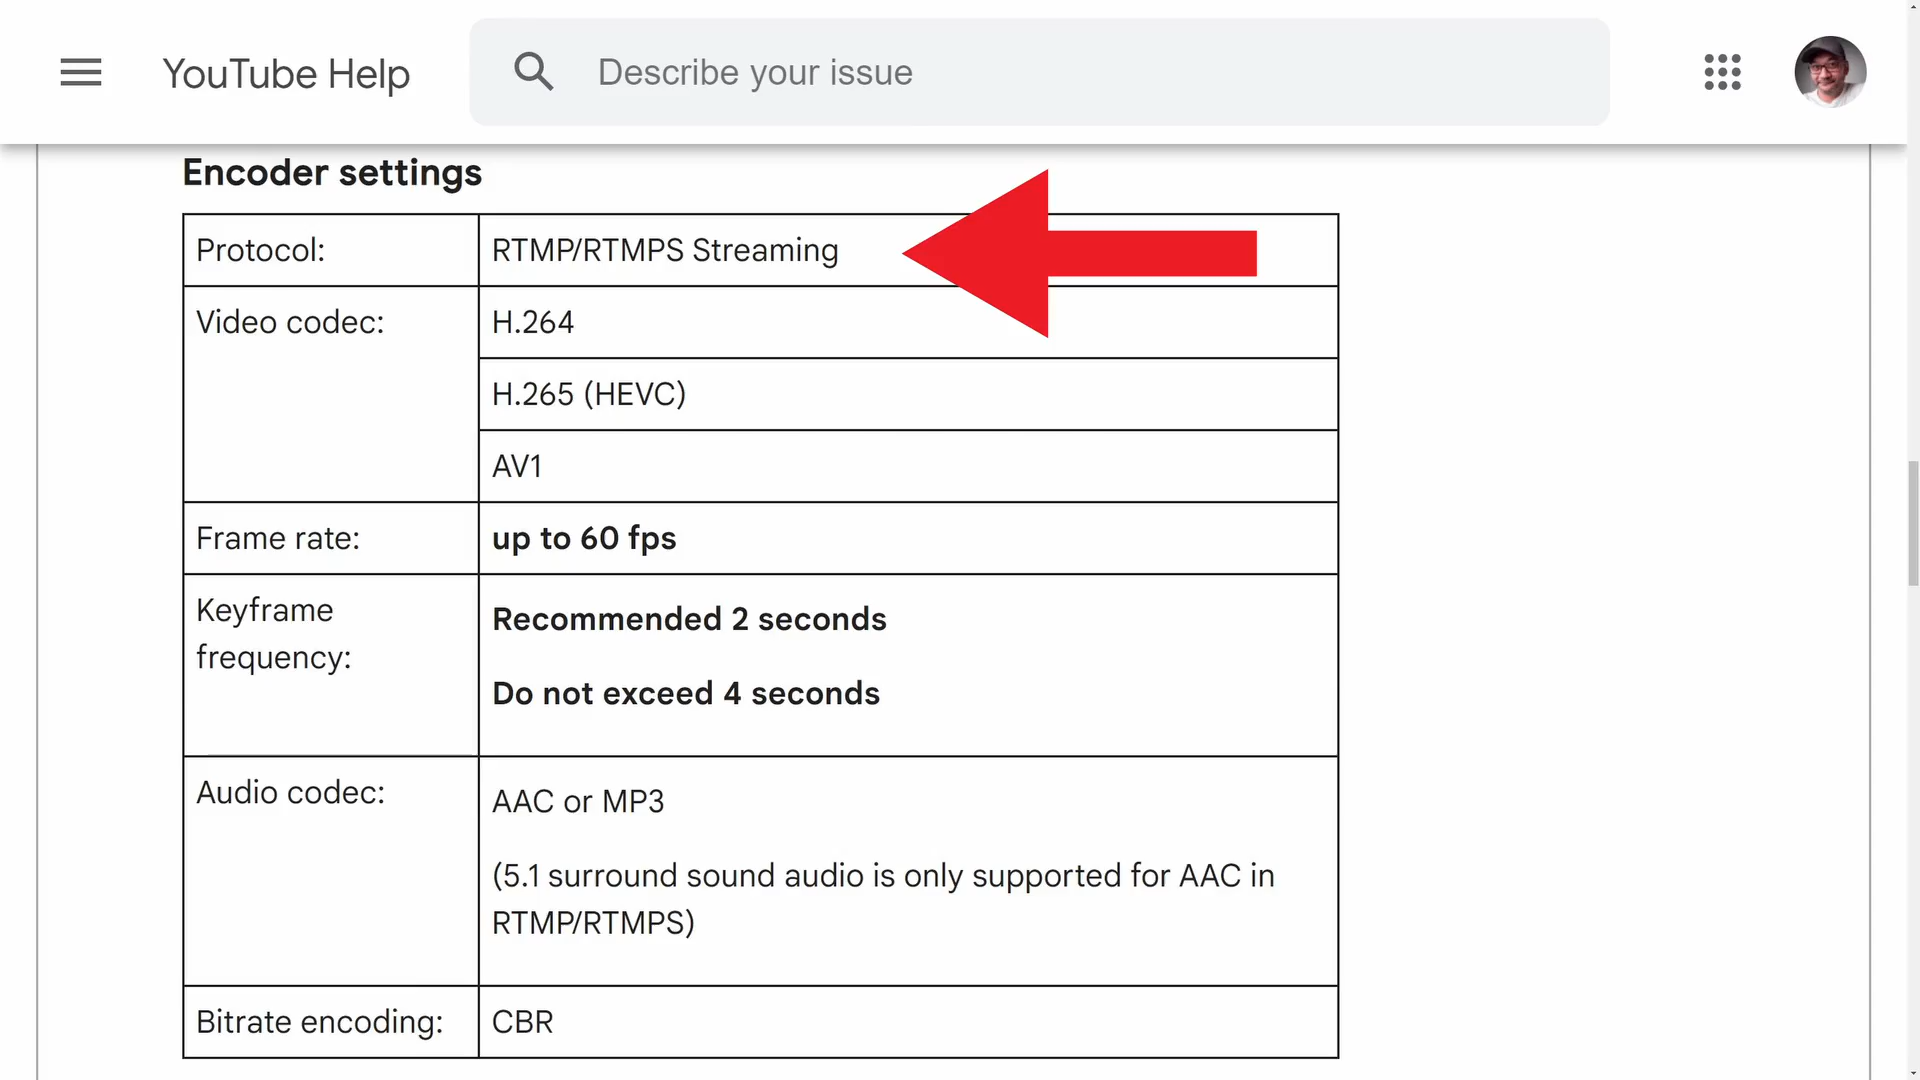 YouTube Help
Describe your issue
Encoder settings
Protocol:
RTMP/RTMPS Streaming
Video codec:
H.264
H.265 (HEVC)
AV1
Frame rate:
up to 60 fps
Keyframe
frequency:
Recommended 2 seconds
Do not exceed 4 seconds
Audio codec:
AAC or MP3
(5.1 surround sound audio is only supported for AAC in
RTMP/RTMPS)
Bitrate encoding:
CBR